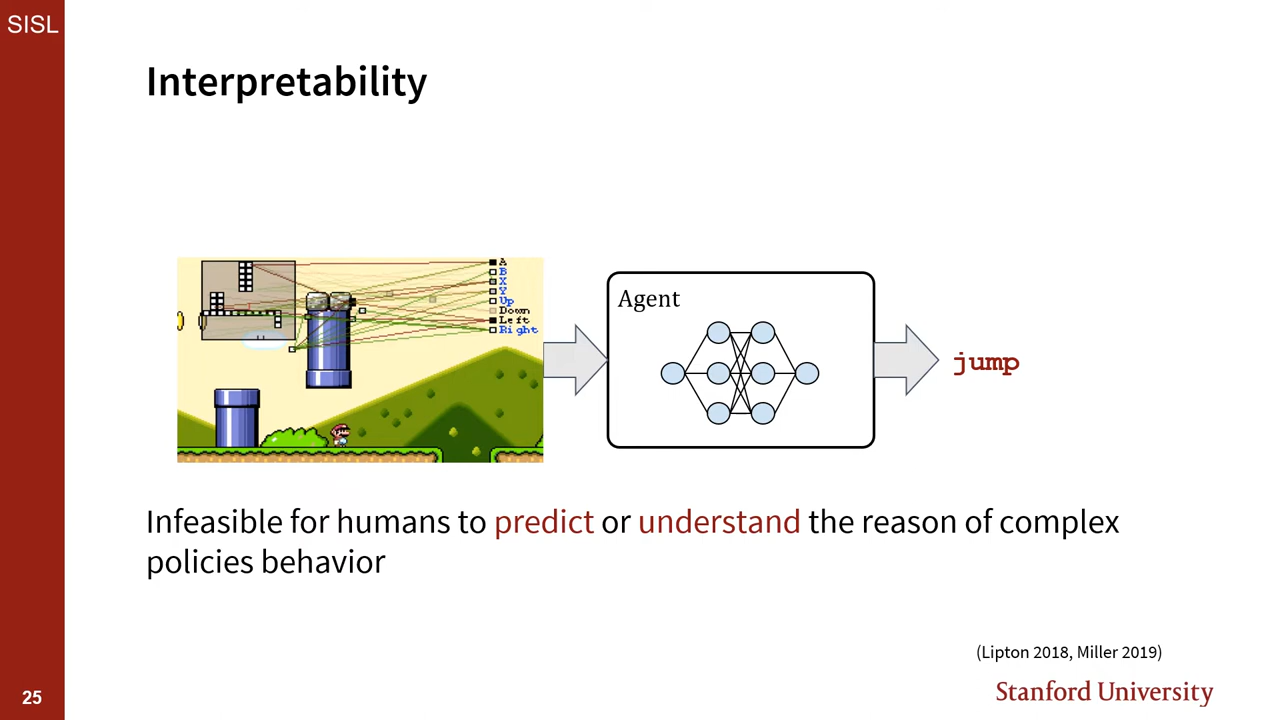 SISL
Interpretability
A
B
X
Y
Up
Down
Left
Right
Agent
jump
Infeasible for humans to predict or understand the reason of complex
policies behavior
(Lipton 2018, Miller 2019)
25
Stanford University